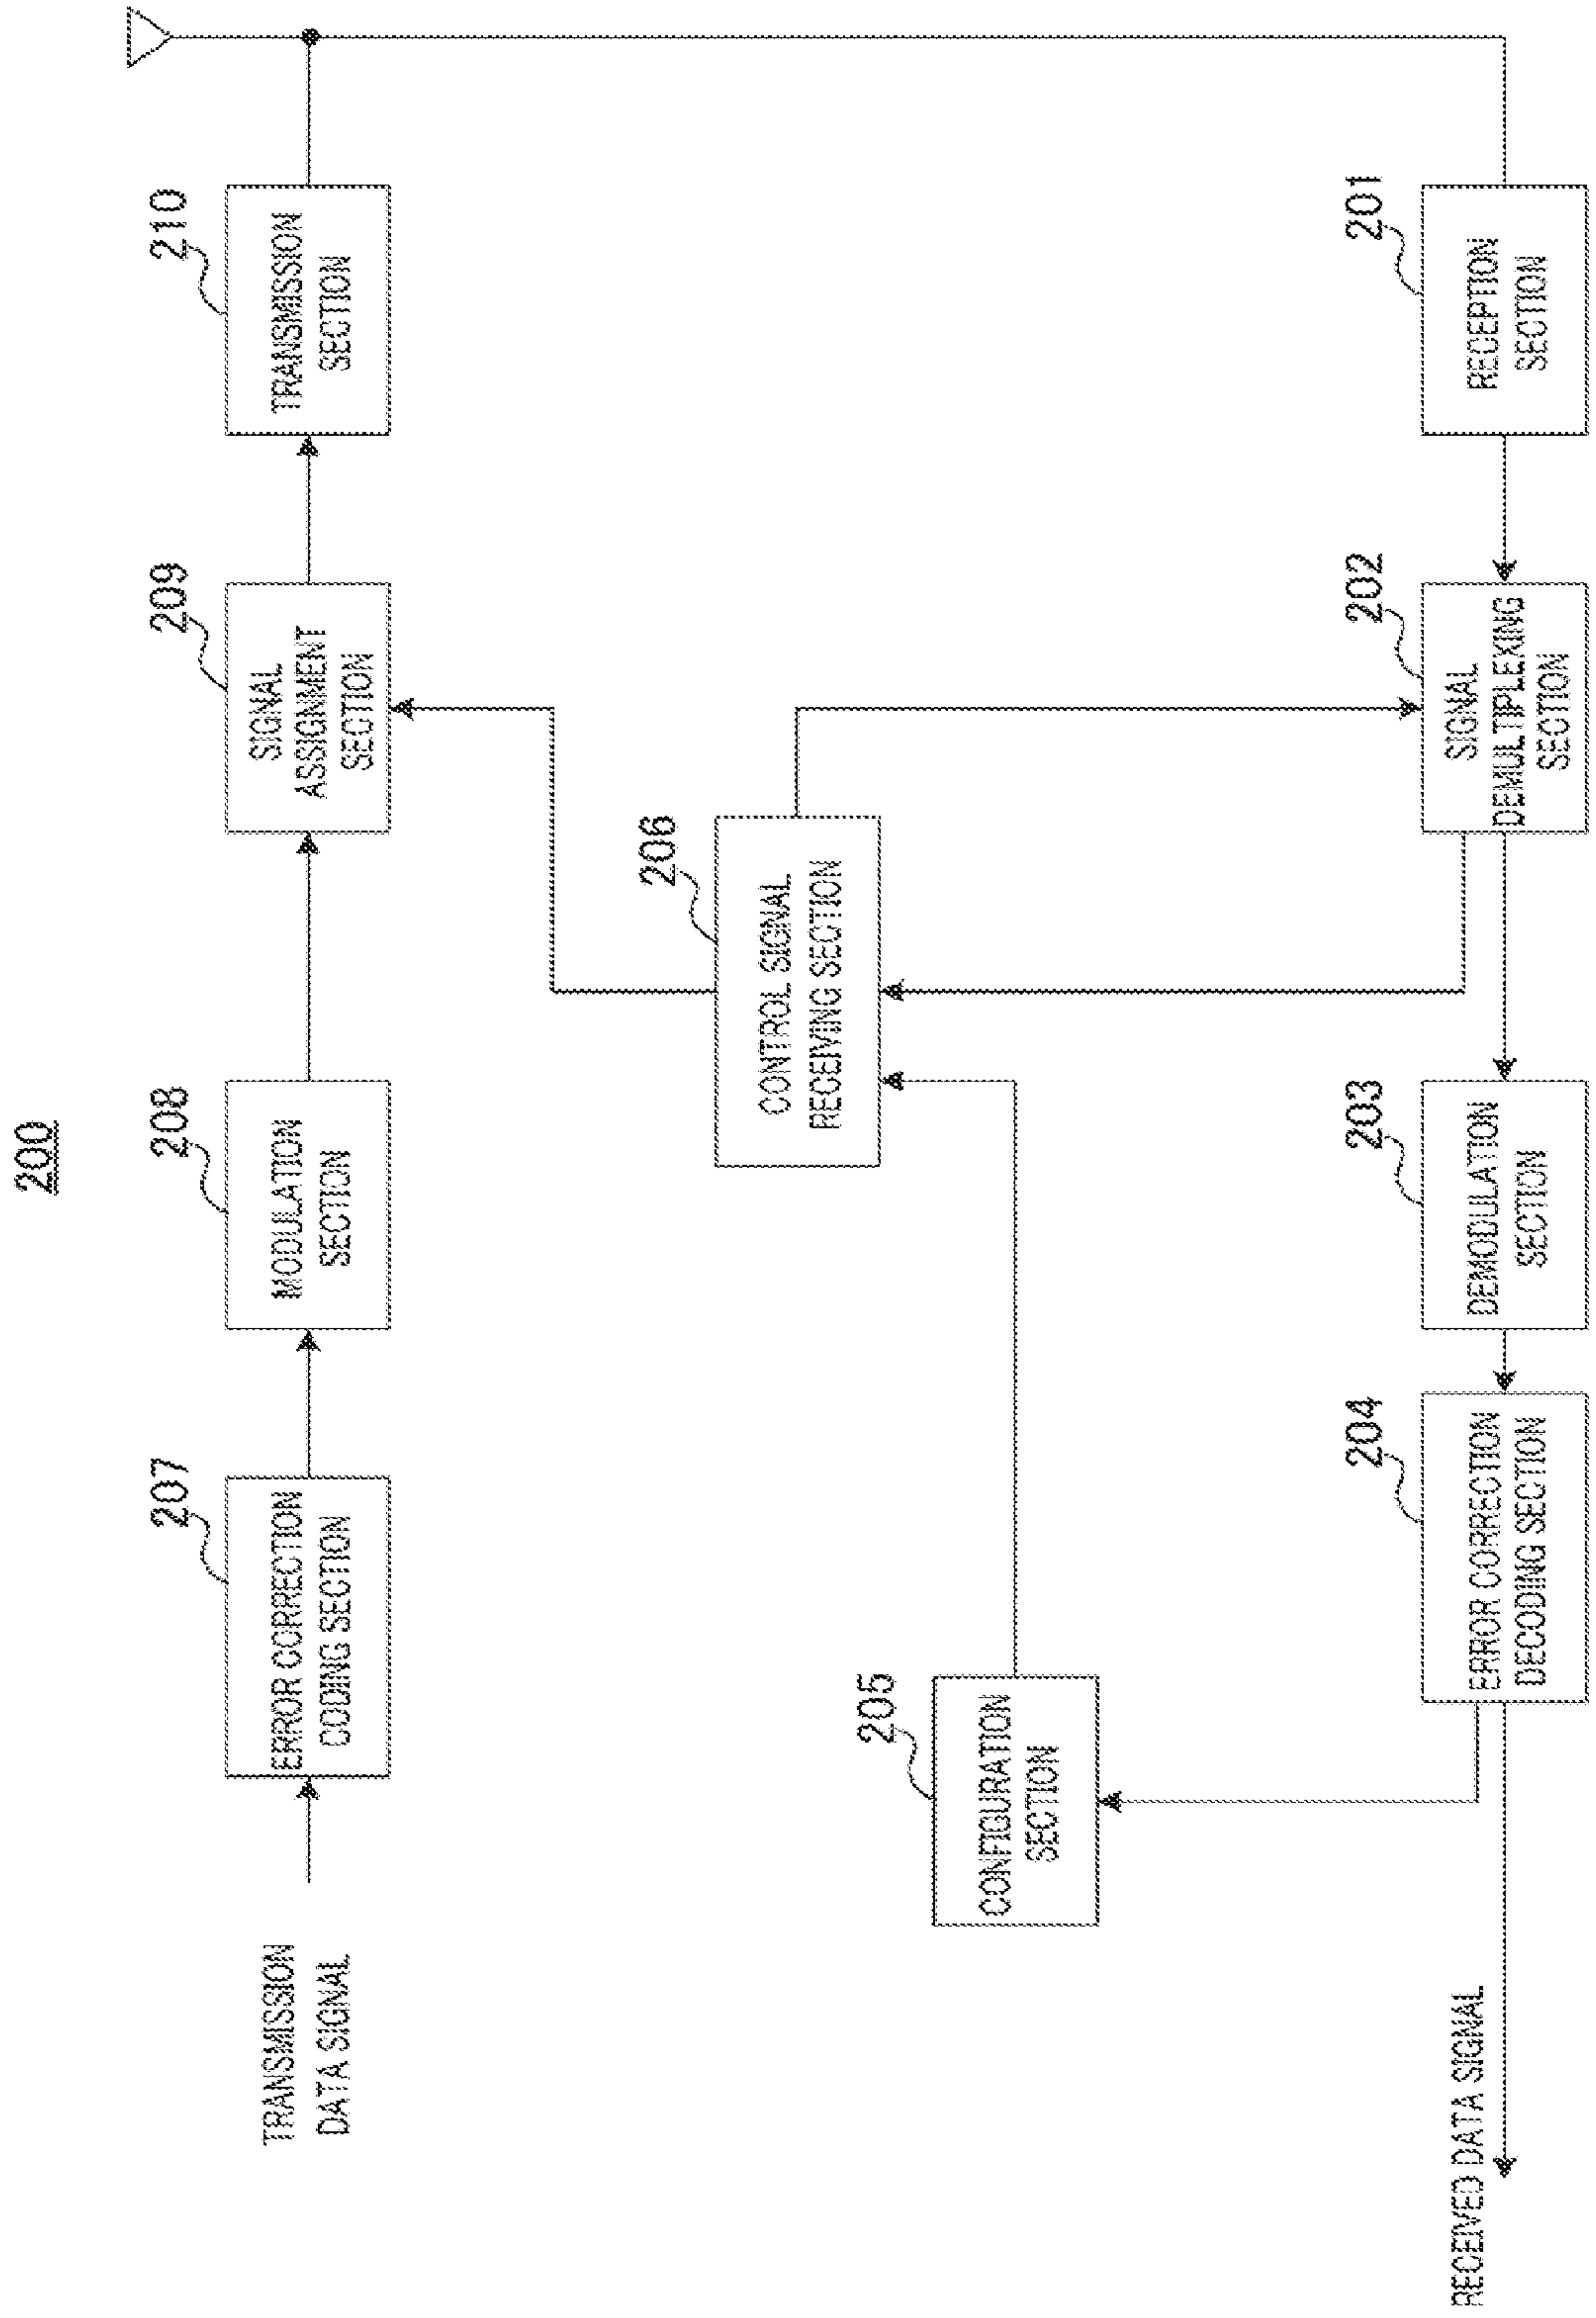 200
TRANSMISSION
DATA SIGNAL
207
ERROR CORRECTION
CODING SECTION
208
MODULATION
SECTION
209
SIGNAL
ASSIGNMENT
SECTION
210
TRANSMISSION
SECTION
206
CONTROL SIGNAL
RECEIVING SECTION
205
CONFIGURATION
SECTION
RECEIVED DATA SIGNAL
204
ERROR CORRECTION
DECODING SECTION
203
DEMODULATION
SECTION
202
SIGNAL
DEMULTIPLEXING
SECTION
201
RECEPTION
SECTION